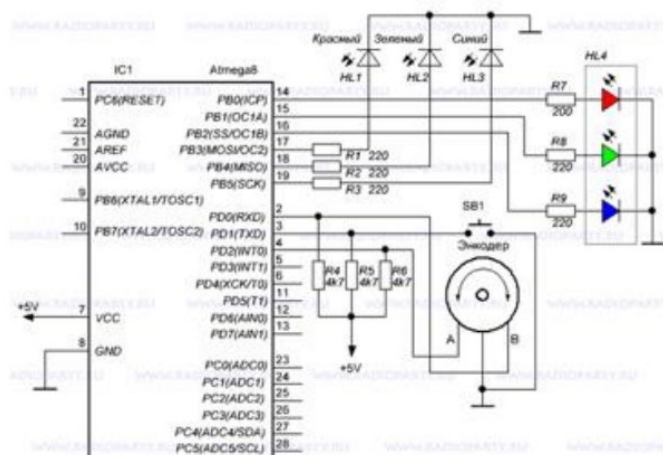 WWW.RADIOPARTY.RU
Красный Зеленый Синий
HL1 HL2 HL3
HL4
IC1 Atmega8
1 PC6(RESET)
22 AGND
21 AREF
20 AVCC
9 PB6(XTAL1/TOSC1)
10 PB7(XTAL2/TOSC2)
+5V
7 VCC
8 GND
PB0(ICP) 14
PB1(OC1A) 15
PB2(SS/OC1B) 16
PB3(MOSI/OC2) 17
PB4(MISO) 18
PB5(SCK) 19
PD0(RXD) 2
PD1(TXD) 3
PD2(INT0) 4
PD3(INT1) 5
PD4(XCK/T0) 6
PD5(T1) 11
PD6(AIN0) 12
PD7(AIN1) 13
PC0(ADC0) 23
PC1(ADC1) 24
PC2(ADC2) 25
PC3(ADC3) 26
PC4(ADC4/SDA) 27
PC5(ADC5/SCL) 28
R1 220
R2 220
R3 220
R4 4k7
R5 4k7
R6 4k7
+5V
SB1
Энкодер
A B
R7
200
R8
220
R9
220